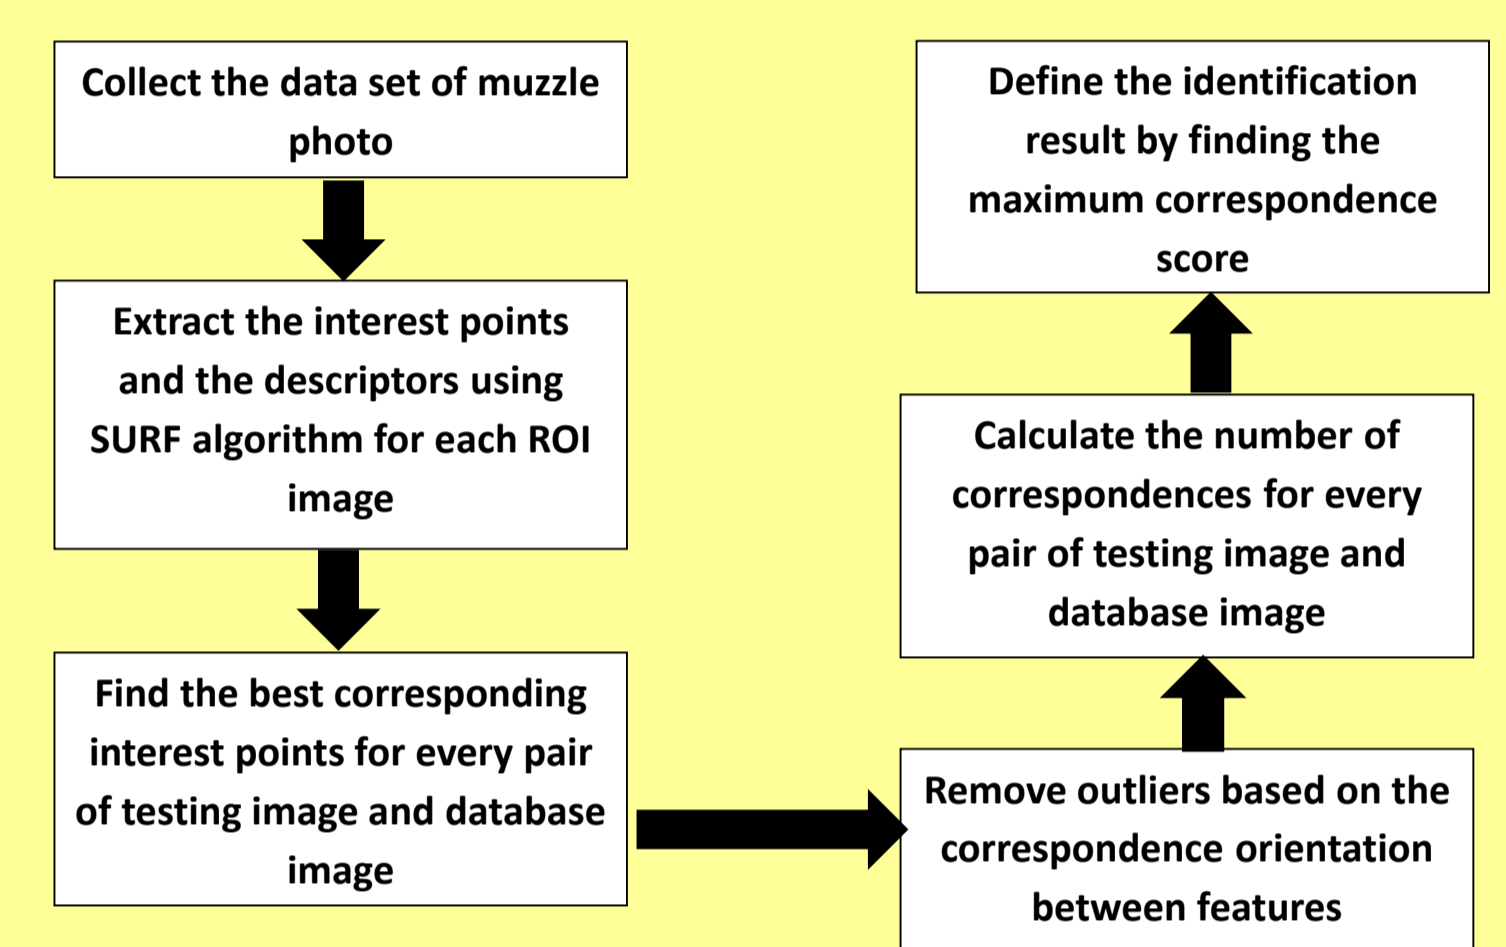 Collect the data set of muzzle
photo
Extract the interest points
and the descriptors using
SURF algorithm for each ROI
image
Find the best corresponding
interest points for every pair
of testing image and database
image
Remove outliers based on the
correspondence orientation
between features
Calculate the number of
correspondences for every
pair of testing image and
database image
Define the identification
result by finding the
maximum correspondence
score